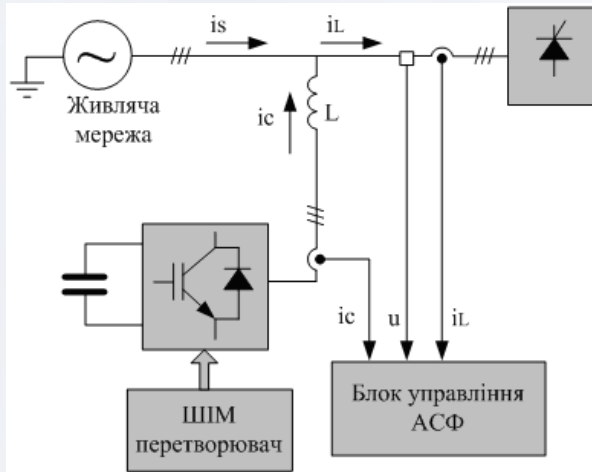 is
iL
Живляча
мережа
ic
L
ic
u
iL
ШІМ
перетворювач
Блок управління
АСФ